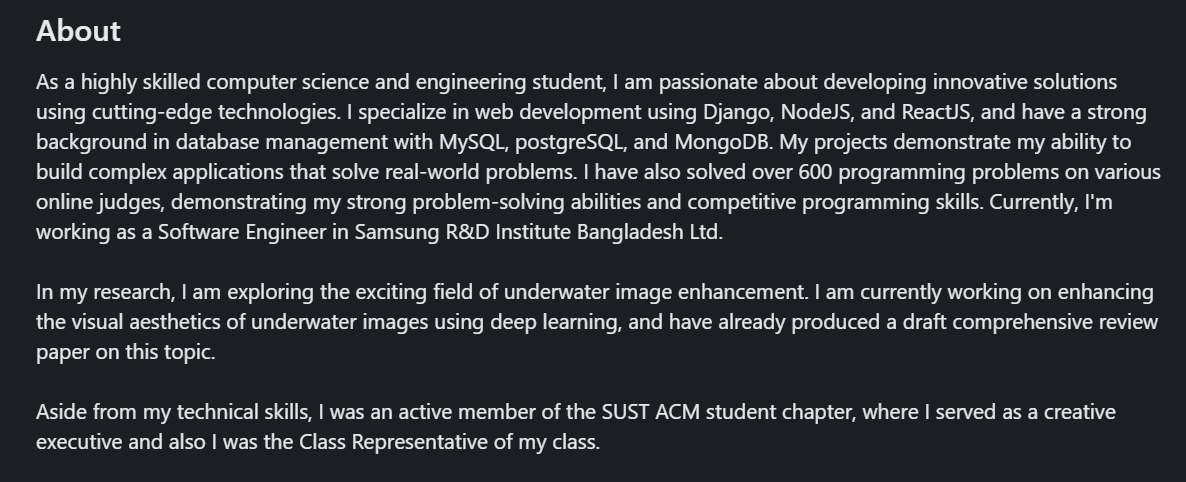 About
As a highly skilled computer science and engineering student, I am passionate about developing innovative solutions
using cutting-edge technologies. I specialize in web development using Django, NodeJS, and ReactJS, and have a strong
background in database management with MySQL, postgreSQL, and MongoDB. My projects demonstrate my ability to
build complex applications that solve real-world problems. I have also solved over 600 programming problems on various
online judges, demonstrating my strong problem-solving abilities and competitive programming skills. Currently, I'm
working as a Software Engineer in Samsung R&D Institute Bangladesh Ltd.
In my research, I am exploring the exciting field of underwater image enhancement. I am currently working on enhancing
the visual aesthetics of underwater images using deep learning, and have already produced a draft comprehensive review
paper on this topic.
Aside from my technical skills, I was an active member of the SUST ACM student chapter, where I served as a creative
executive and also I was the Class Representative of my class.